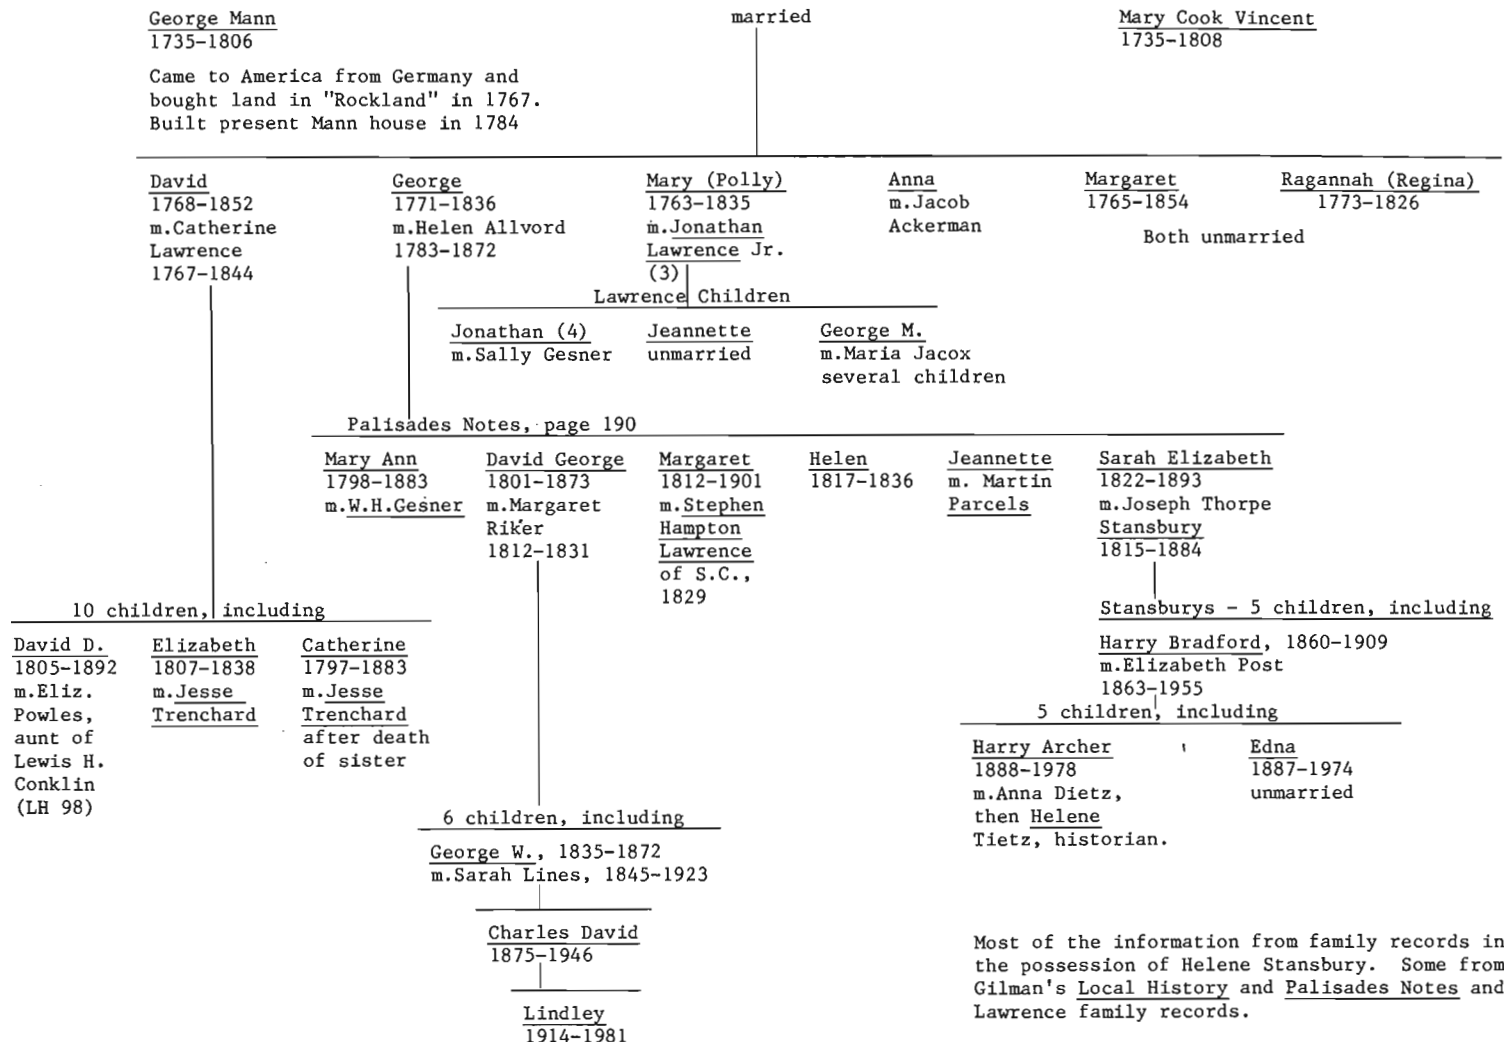 George Mann
1735-1806
married
Mary Cook Vincent
1735-1808
Came to America from Germany and
bought land in "Rockland" in 1767.
Built present Mann house in 1784
David
1768-1852
m.Catherine
Lawrence
1767-1844
George
1771-1836
m.Helen Allvord
1783-1872
Mary (Polly)
1763-1835
m.Jonathan
Lawrence Jr.
(3)
Anna
m.Jacob
Ackerman
Margaret
1765-1854
Ragannah (Regina)
1773-1826
Both unmarried
Lawrence Children
Jonathan (4)
m.Sally Gesner
Jeannette
unmarried
George M.
m.Maria Jacox
several children
Palisades Notes, page 190
Mary Ann
1798-1883
m.W.H.Gesner
David George
1801-1873
m.Margaret
Riker
1812-1831
Margaret
1812-1901
m.Stephen
Hampton
Lawrence
of S.C.,
1829
Helen
1817-1836
Jeannette
m. Martin
Parcels
Sarah Elizabeth
1822-1893
m.Joseph Thorpe
Stansbury
1815-1884
10 children, including
David D.
1805-1892
m.Eliz.
Powles,
aunt of
Lewis H.
Conklin
(LH 98)
Elizabeth
1807-1838
m.Jesse
Trenchard
Catherine
1797-1883
m.Jesse
Trenchard
after death
of sister
Stansburys - 5 children, including
Harry Bradford, 1860-1909
m.Elizabeth Post
1863-1955
5 children, including
Harry Archer
1888-1978
m.Anna Dietz,
then Helene
Tietz, historian.
Edna
1887-1974
unmarried
6 children, including
George W., 1835-1872
m.Sarah Lines, 1845-1923
Charles David
1875-1946
Lindley
1914-1981
Most of the information from family records in
the possession of Helene Stansbury. Some from
Gilman's Local History and Palisades Notes and
Lawrence family records.